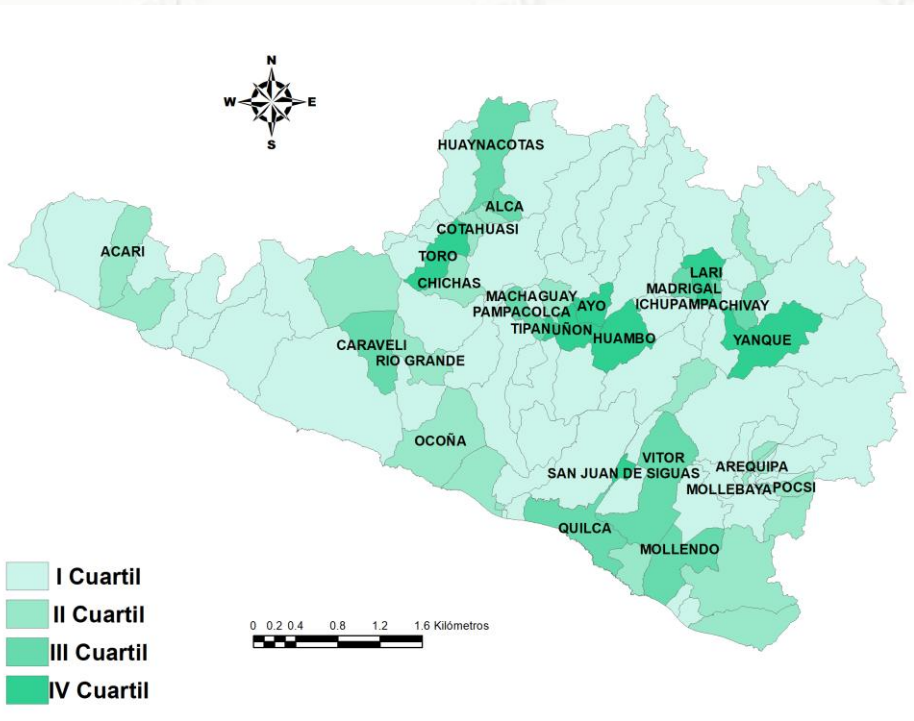 N
W E
S
HUAYNACOTAS
ALCA
COTAHUASI
ACARI
TORO
CHICHAS
LARI
MADRIGAL
MACHAGUAY AYO
ICHUPAMPA CHIVAY
PAMPACOLCA
TIPAN UÑON
HUAMBO
YANQUE
CARAVELI
RIO GRANDE
OCOÑA
VITOR
AREQUIPA
SAN JUAN DE SIGUAS
MOLLEBAYA POCSI
QUILCA
MOLLENDO
I Cuartil
II Cuartil
III Cuartil
IV Cuartil
0 0.2 0.4 0.8 1.2 1.6 Kilómetros